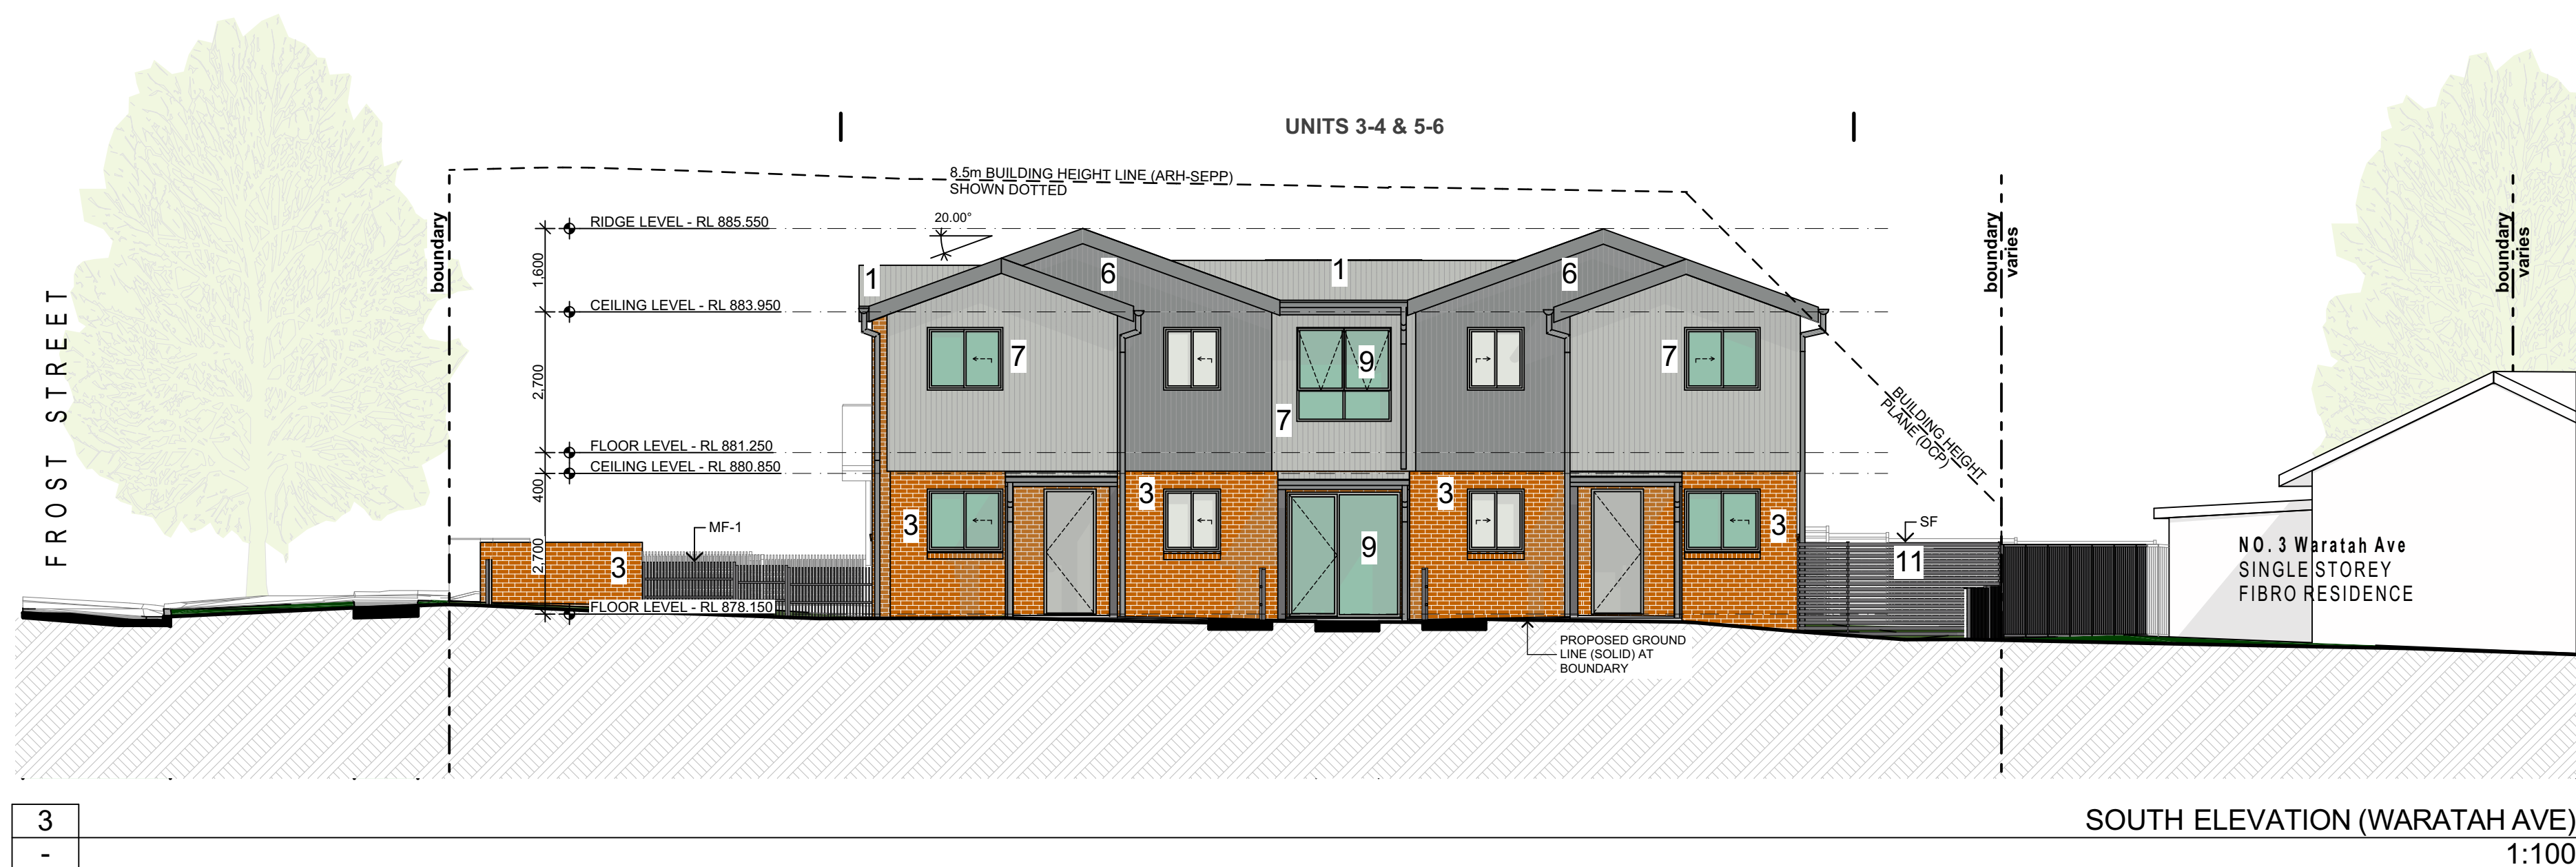 UNITS 3-4 & 5-6
8.5m BUILDING HEIGHT LINE (ARH-SEPP)
SHOWN DOTTED
boundary
RIDGE LEVEL - RL 885.550
20.00°
boundary
varies
boundary
varies
1,600
1
6
1
6
FROST STREET
CEILING LEVEL - RL 883.950
2,700
7
9
7
7
BUILDING HEIGHT
PLANE (DCP)
FLOOR LEVEL - RL 881.250
CEILING LEVEL - RL 880.850
400
3
3
3
3
MF-1
SF
9
11
3
2,700
NO. 3 Waratah Ave
SINGLE STOREY
FIBRO RESIDENCE
FLOOR LEVEL - RL 878.150
PROPOSED GROUND
LINE (SOLID) AT
BOUNDARY
3
-
SOUTH ELEVATION (WARATAH AVE)
1:100